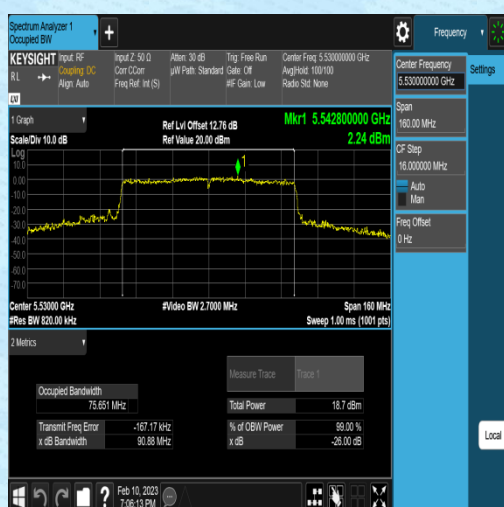 Spectrum Analyzer 1
Occupied BW
+
Frequency
KEYSIGHT
Input: RF
Input Z: 50 Ω
Atten: 30 dB
Trig: Free Run
Center Freq: 5.530000000 GHz
RL
Coupling: DC
Corr CCorr
µW Path: Standard
Gate: Off
Avg|Hold: 100/100
Align: Auto
Freq Ref: Int (S)
#IF Gain: Low
Radio Std: None
Center Frequency
5.530000000 GHz
Settings
Span
160.00 MHz
CF Step
16.000000 MHz
Auto
Man
Freq Offset
0 Hz
Local
1 Graph
Ref Lvl Offset 12.76 dB
Mkr1 5.542800000 GHz
Scale/Div 10.0 dB
Ref Value 20.00 dBm
2.24 dBm
Log
10.0
1
0.00
-10.0
-20.0
-30.0
-40.0
-50.0
-60.0
-70.0
Center 5.53000 GHz
#Video BW 2.7000 MHz
Span 160 MHz
#Res BW 820.00 kHz
Sweep 1.00 ms (1001 pts)
2 Metrics
Measure Trace
Trace 1
Occupied Bandwidth
75.651 MHz
Total Power
18.7 dBm
Transmit Freq Error
-167.17 kHz
% of OBW Power
99.00 %
x dB Bandwidth
90.88 MHz
x dB
-26.00 dB
?
Feb 10, 2023
7:06:13 PM